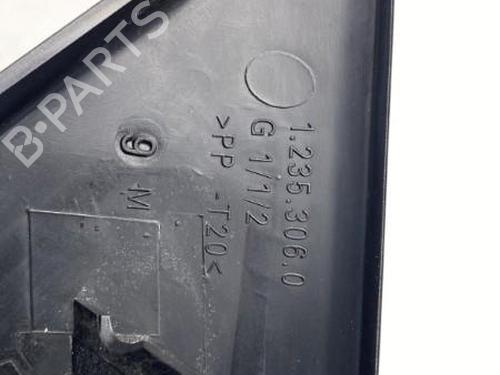 1.235.306.0
G 1/1/2
>PP -T20<
9
M
B-PARTS